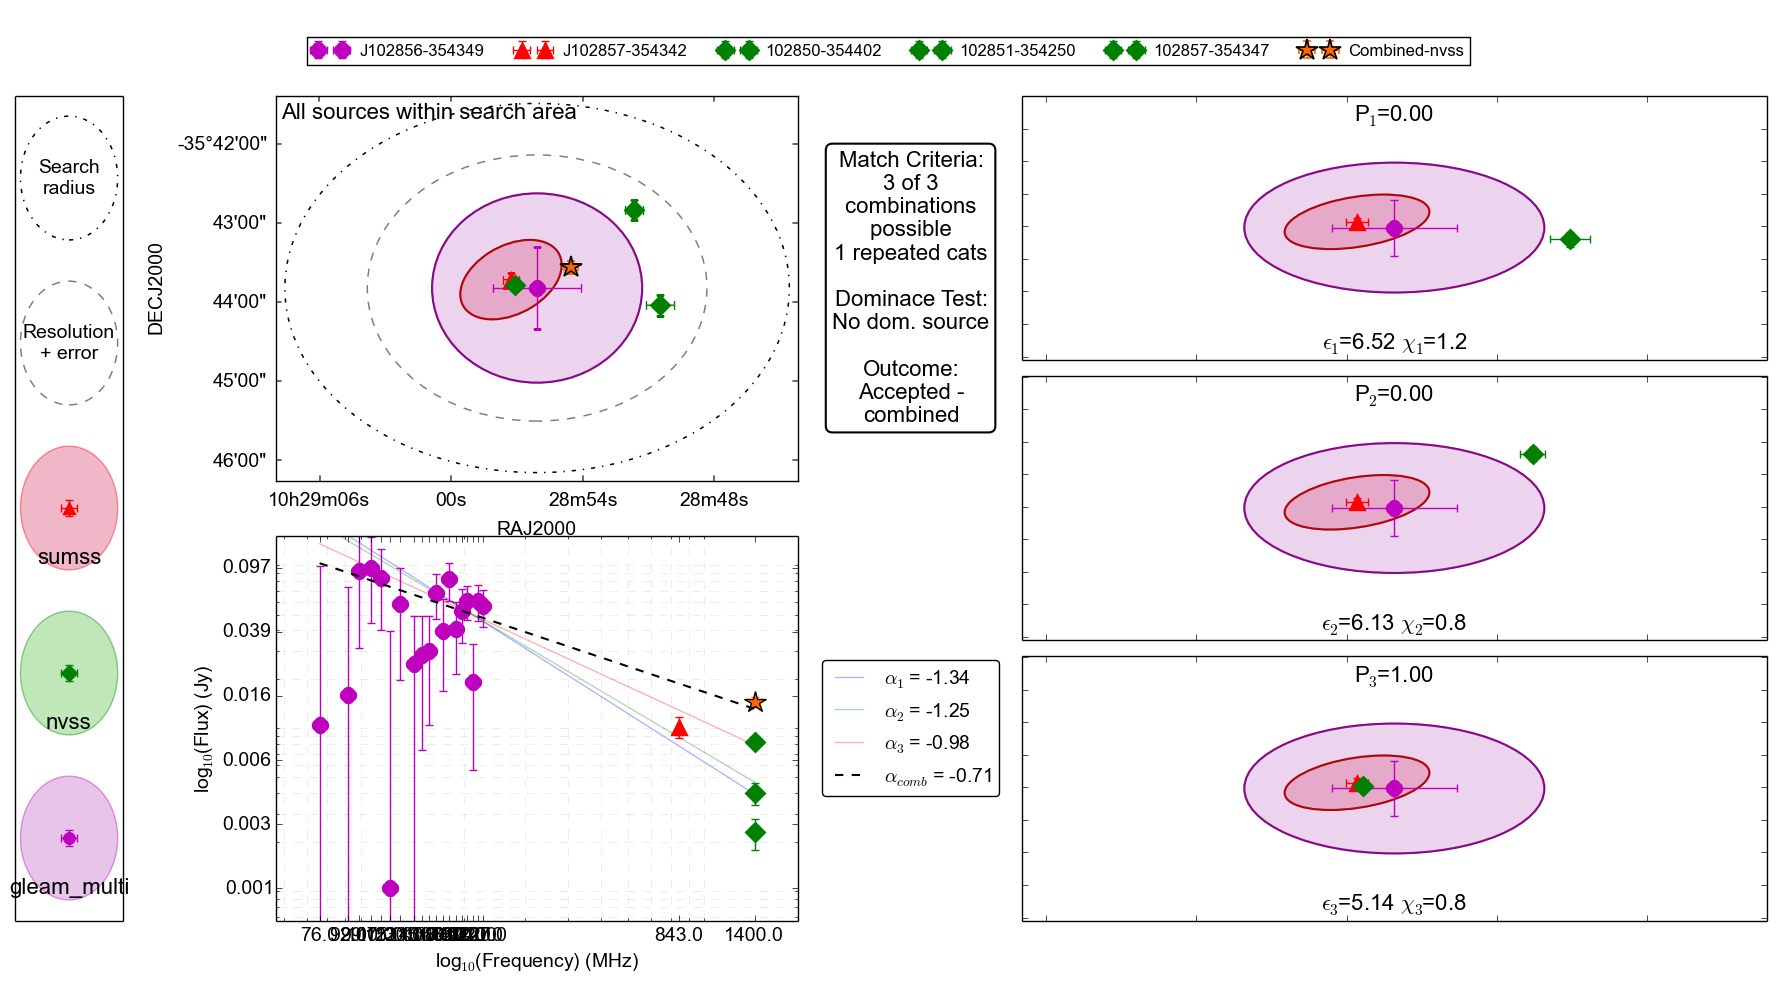 J102856-354349 J102857-354342 102850-354402 102851-354250 102857-354347 Combined-nvss
Search
radius
Resolution
+ error
sumss
nvss
gleam_multi
All sources within search area
DECJ2000
-35°42'00"
43'00"
44'00"
45'00"
46'00"
10h29m06s 00s 28m54s 28m48s
RAJ2000
Match Criteria:
3 of 3
combinations
possible
1 repeated cats
Dominace Test:
No dom. source
Outcome:
Accepted -
combined
log₁₀(Flux) (Jy)
0.097
0.039
0.016
0.006
0.003
0.001
76.0 843.0 1400.0
log₁₀(Frequency) (MHz)
α₁ = -1.34
α₂ = -1.25
α₃ = -0.98
α_comb = -0.71
P₁=0.00
ϵ₁=6.52 χ₁=1.2
P₂=0.00
ϵ₂=6.13 χ₂=0.8
P₃=1.00
ϵ₃=5.14 χ₃=0.8